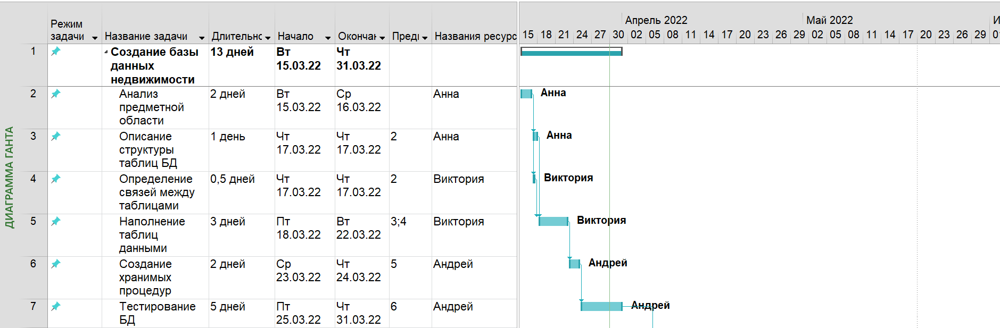 ДИАГРАММА ГАНТА
Режим задачи
Название задачи
Длительнс
Начало
Окончан
Предш
Названия ресурс
Апрель 2022
Май 2022
И
15 18 21 24 27 30 02 05 08 11 14 17 20 23 26 29 02 05 08 11 14 17 20 23 26 29 0
1
Создание базы
данных
недвижимости
13 дней
Вт
15.03.22
Чт
31.03.22
2
Анализ
предметной
области
2 дней
Вт
15.03.22
Ср
16.03.22
Анна
Анна
3
Описание
структуры
таблиц БД
1 день
Чт
17.03.22
Чт
17.03.22
2
Анна
Анна
4
Определение
связей между
таблицами
0,5 дней
Чт
17.03.22
Чт
17.03.22
2
Виктория
Виктория
5
Наполнение
таблиц
данными
3 дней
Пт
18.03.22
Вт
22.03.22
3;4
Виктория
Виктория
6
Создание
хранимых
процедур
2 дней
Ср
23.03.22
Чт
24.03.22
5
Андрей
Андрей
7
Тестирование
БД
5 дней
Пт
25.03.22
Чт
31.03.22
6
Андрей
Андрей